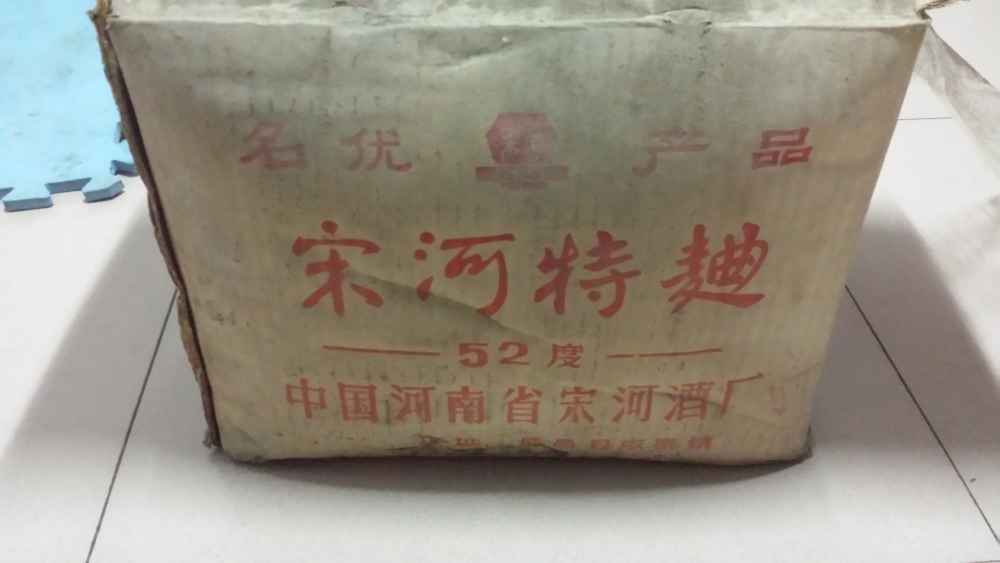 名优 产品
宋河特麯
52度
中国河南省宋河酒厂